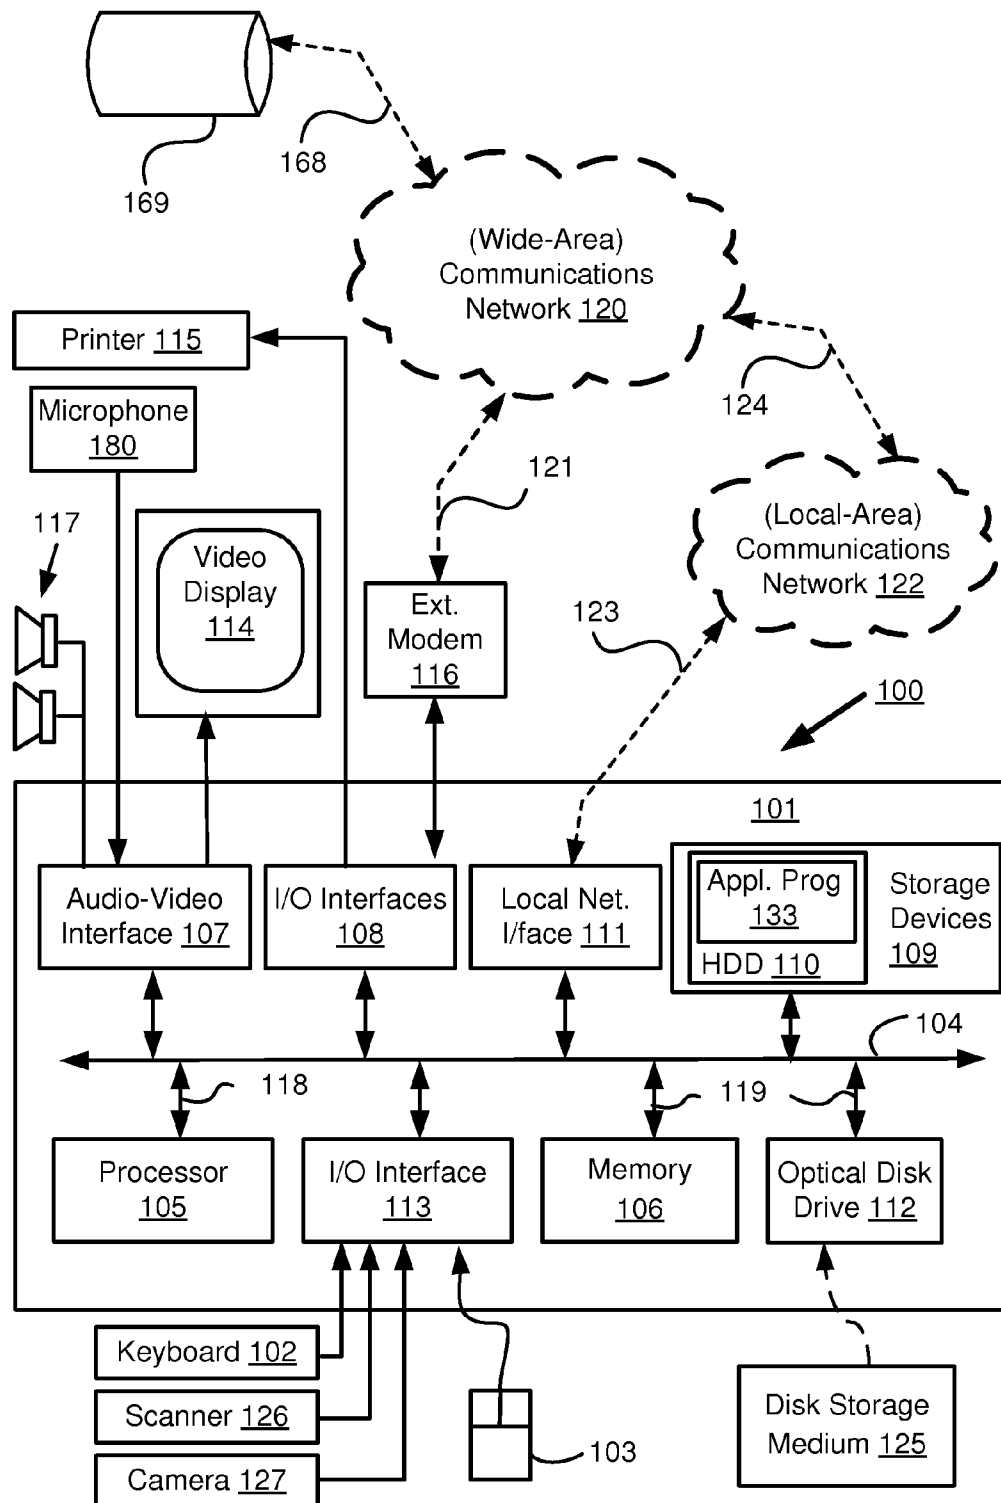 168
169
(Wide-Area)
Communications
Network 120
Printer 115
124
Microphone
180
121
117
Video
Display
114
(Local-Area)
Communications
Network 122
Ext.
Modem
116
123
100
101
Audio-Video
Interface 107
I/O Interfaces
108
Local Net.
I/face 111
Appl. Prog
133
HDD 110
Storage
Devices
109
104
118
119
Processor
105
I/O Interface
113
Memory
106
Optical Disk
Drive 112
Keyboard 102
Scanner 126
Camera 127
103
Disk Storage
Medium 125